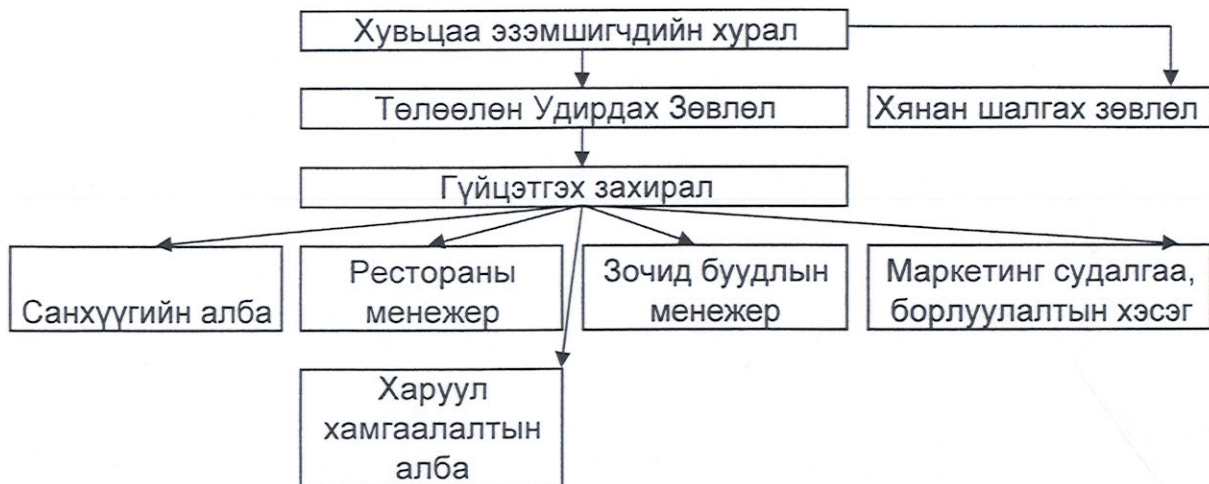 Хувьцаа эзэмшигчдийн хурал
Төлөөлөн Удирдах Зөвлөл
Хянан шалгах зөвлөл
Гүйцэтгэх захирал
Санхүүгийн алба
Рестораны
менежер
Зочид буудлын
менежер
Маркетинг судалгаа,
борлуулалтын хэсэг
Харуул
хамгаалалтын
алба